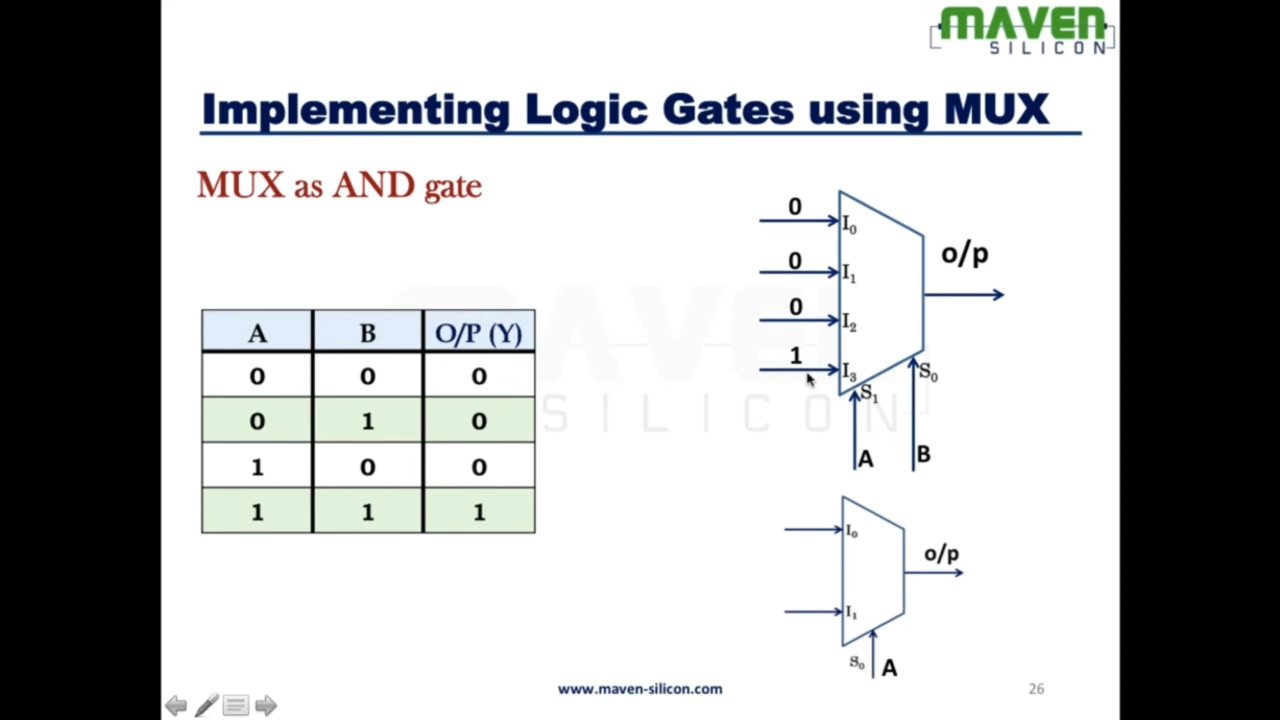 MAVEN
SILICON
Implementing Logic Gates using MUX
MUX as AND gate
A B O/P (Y)
0 0 0
0 1 0
1 0 0
1 1 1
0 I₀
0 I₁
0 I₂
1 I₃
o/p
S₁ S₀
A B
I₀
I₁
o/p
S₀ A
MAVEN
SILICON
www.maven-silicon.com
26